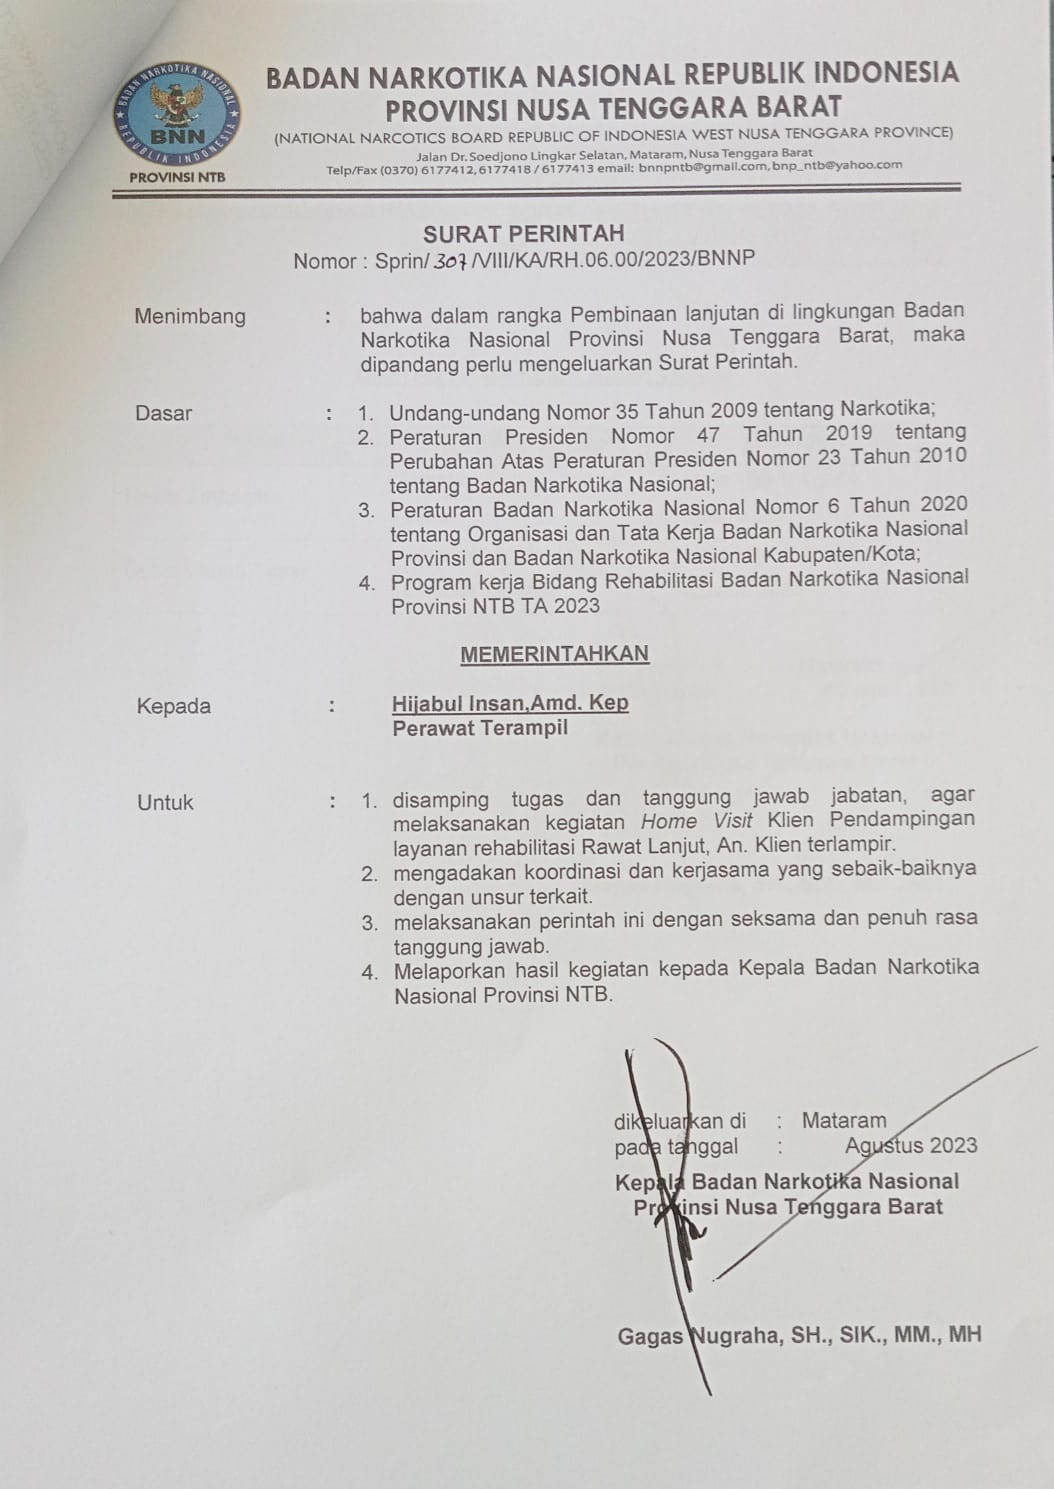 BADAN NARKOTIKA NASIONAL
BNN
REPUBLIK INDONESIA
PROVINSI NTB
BADAN NARKOTIKA NASIONAL REPUBLIK INDONESIA
PROVINSI NUSA TENGGARA BARAT
(NATIONAL NARCOTICS BOARD REPUBLIC OF INDONESIA WEST NUSA TENGGARA PROVINCE)
Jalan Dr. Soedjono Lingkar Selatan, Mataram, Nusa Tenggara Barat
Telp/Fax (0370) 6177412, 6177418 / 6177413 email: bnnpntb@gmail.com, bnp_ntb@yahoo.com
SURAT PERINTAH
Nomor : Sprin/ 307 /VIII/KA/RH.06.00/2023/BNNP
Menimbang : bahwa dalam rangka Pembinaan lanjutan di lingkungan Badan
Narkotika Nasional Provinsi Nusa Tenggara Barat, maka
dipandang perlu mengeluarkan Surat Perintah.
Dasar : 1. Undang-undang Nomor 35 Tahun 2009 tentang Narkotika;
2. Peraturan Presiden Nomor 47 Tahun 2019 tentang
Perubahan Atas Peraturan Presiden Nomor 23 Tahun 2010
tentang Badan Narkotika Nasional;
3. Peraturan Badan Narkotika Nasional Nomor 6 Tahun 2020
tentang Organisasi dan Tata Kerja Badan Narkotika Nasional
Provinsi dan Badan Narkotika Nasional Kabupaten/Kota;
4. Program kerja Bidang Rehabilitasi Badan Narkotika Nasional
Provinsi NTB TA 2023
MEMERINTAHKAN
Kepada : Hijabul Insan,Amd. Kep
Perawat Terampil
Untuk : 1. disamping tugas dan tanggung jawab jabatan, agar
melaksanakan kegiatan Home Visit Klien Pendampingan
layanan rehabilitasi Rawat Lanjut, An. Klien terlampir.
2. mengadakan koordinasi dan kerjasama yang sebaik-baiknya
dengan unsur terkait.
3. melaksanakan perintah ini dengan seksama dan penuh rasa
tanggung jawab.
4. Melaporkan hasil kegiatan kepada Kepala Badan Narkotika
Nasional Provinsi NTB.
dikeluarkan di : Mataram
pada tanggal : Agustus 2023
Kepala Badan Narkotika Nasional
Provinsi Nusa Tenggara Barat
Gagas Nugraha, SH., SIK., MM., MH